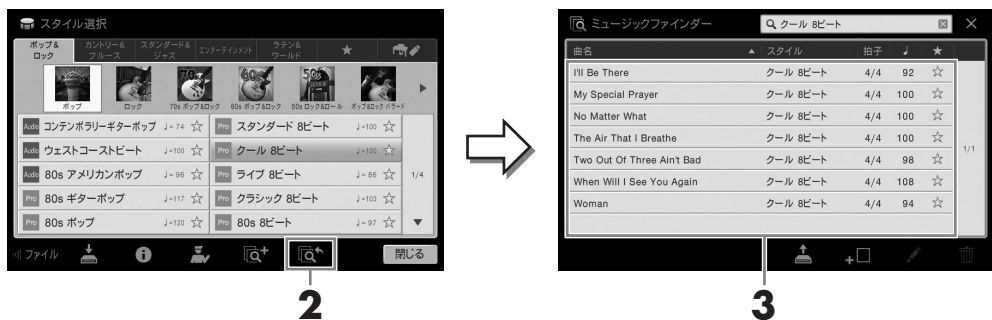 スタイル選択
ポップ&ロック カントリー&ブルース スタンダード&ジャズ エンターテインメント ラテン&ワールド
ポップ ロック 70s ポップ&ロック 60s ポップ&ロック 50s ロック&ロール ポップ&ロック バラード
Audio コンテンポラリーギターポップ ♩= 74 ☆ Pro スタンダード 8ビート ♩=100 ☆
Audio ウェストコーストビート ♩=100 ☆ Pro クール 8ビート ♩=100 ☆
Audio 80s アメリカンポップ ♩= 96 ☆ Pro ライブ 8ビート ♩= 86 ☆ 1/4
Pro 80s ギターポップ ♩=117 ☆ Pro クラシック 8ビート ♩=103 ☆
Pro 80s ポップ ♩=120 ☆ Pro 80s 8ビート ♩= 97 ☆
ファイル 閉じる
2
ミュージックファインダー クール 8ビート
曲名 スタイル 拍子 ♩ ★
I'll Be There クール 8ビート 4/4 92 ☆
My Special Prayer クール 8ビート 4/4 100 ☆
No Matter What クール 8ビート 4/4 100 ☆
The Air That I Breathe クール 8ビート 4/4 100 ☆
1/1
Two Out Of Three Ain't Bad クール 8ビート 4/4 98 ☆
When Will I See You Again クール 8ビート 4/4 108 ☆
Woman クール 8ビート 4/4 94 ☆
3